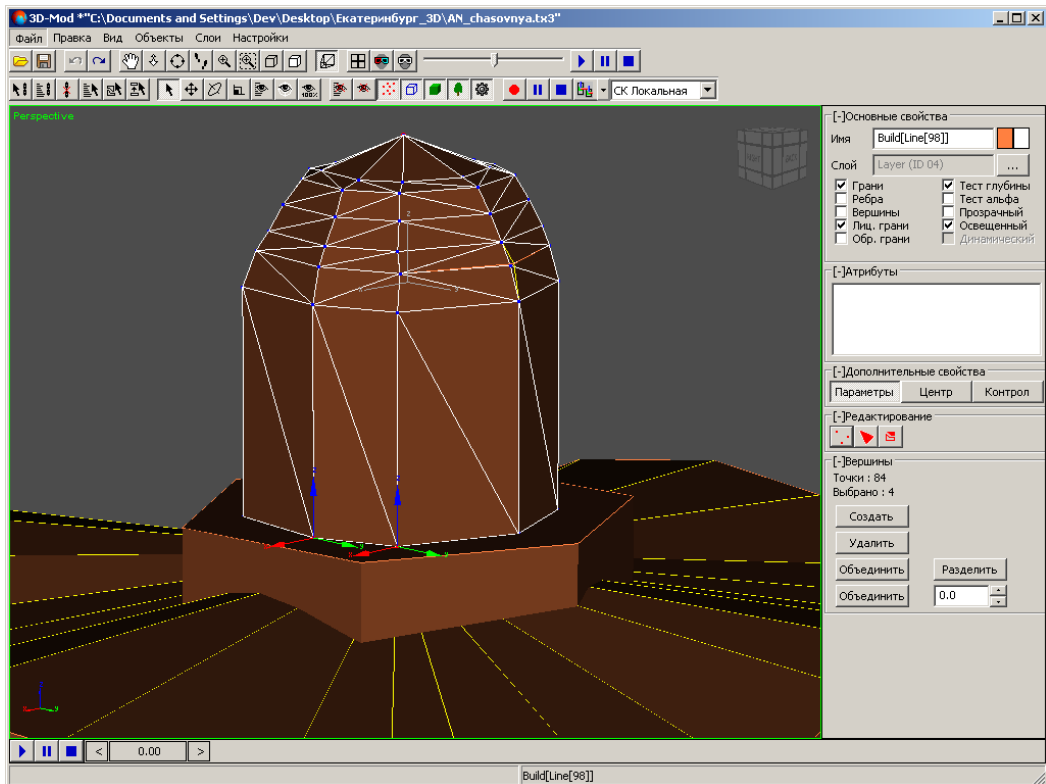 3D-Mod *"C:\Documents and Settings\Dev\Desktop\Екатеринбург_3D\AN_chasovnya.tx3"
Файл Правка Вид Объекты Слои Настройки
100%
СК Локальная
Perspective
[-]Основные свойства
Имя Build[Line[98]]
Слой Layer (ID 04) ...
Грани Тест глубины
Ребра Тест альфа
Вершины Прозрачный
Лиц. грани Освещенный
Обр. грани Динамический
[-]Атрибуты
[-]Дополнительные свойства
Параметры Центр Контрол
[-]Редактирование
[-]Вершины
Точки : 84
Выбрано : 4
Создать
Удалить
Объединить Разделить
Объединить 0.0
z
x y
z z
x y x y
z
x y
< 0.00 >
Build[Line[98]]